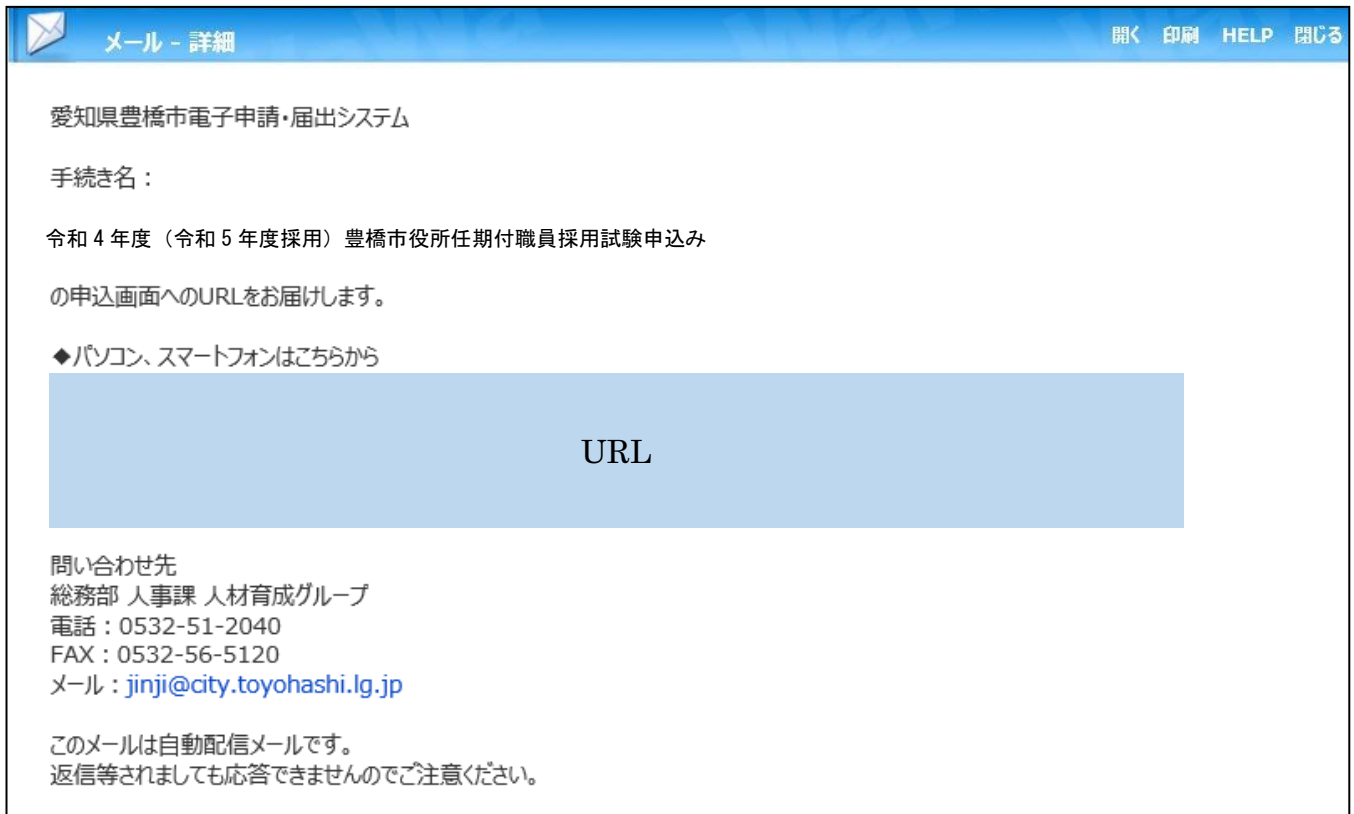 メール - 詳細
開く 印刷 HELP 閉じる
愛知県豊橋市電子申請・届出システム
手続き名：
令和４年度（令和５年度採用）豊橋市役所任期付職員採用試験申込み
の申込画面へのURLをお届けします。
◆パソコン、スマートフォンはこちらから
URL
問い合わせ先
総務部 人事課 人材育成グループ
電話：0532-51-2040
FAX：0532-56-5120
メール：jinji@city.toyohashi.lg.jp
このメールは自動配信メールです。
返信等されましても応答できませんのでご注意ください。